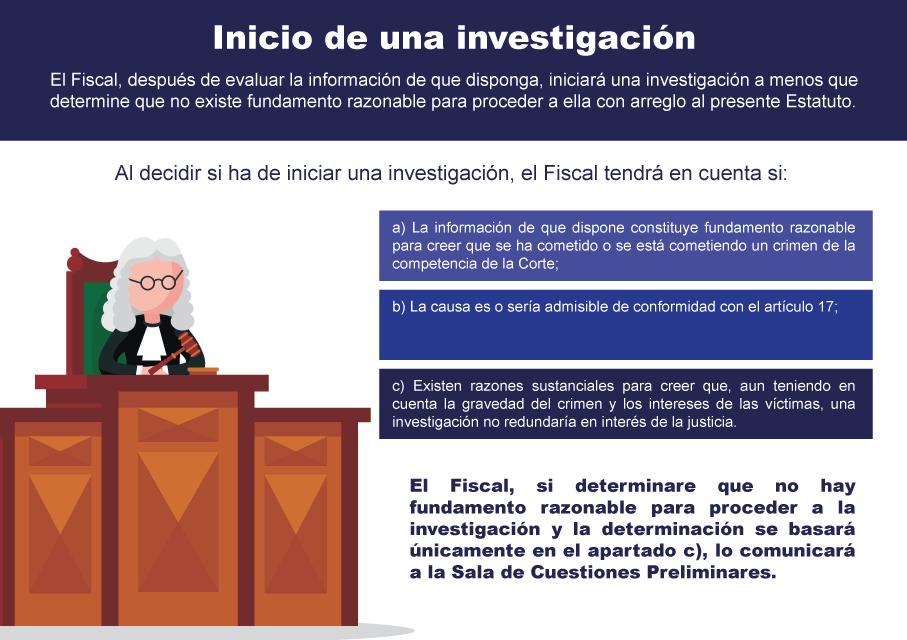 Inicio de una investigación
El Fiscal, después de evaluar la información de que disponga, iniciará una investigación a menos que
determine que no existe fundamento razonable para proceder a ella con arreglo al presente Estatuto.
Al decidir si ha de iniciar una investigación, el Fiscal tendrá en cuenta si:
a) La información de que dispone constituye fundamento razonable
para creer que se ha cometido o se está cometiendo un crimen de la
competencia de la Corte;
b) La causa es o sería admisible de conformidad con el artículo 17;
c) Existen razones sustanciales para creer que, aun teniendo en
cuenta la gravedad del crimen y los intereses de las víctimas, una
investigación no redundaría en interés de la justicia.
El Fiscal, si determinare que no hay
fundamento razonable para proceder a la
investigación y la determinación se basará
únicamente en el apartado c), lo comunicará
a la Sala de Cuestiones Preliminares.